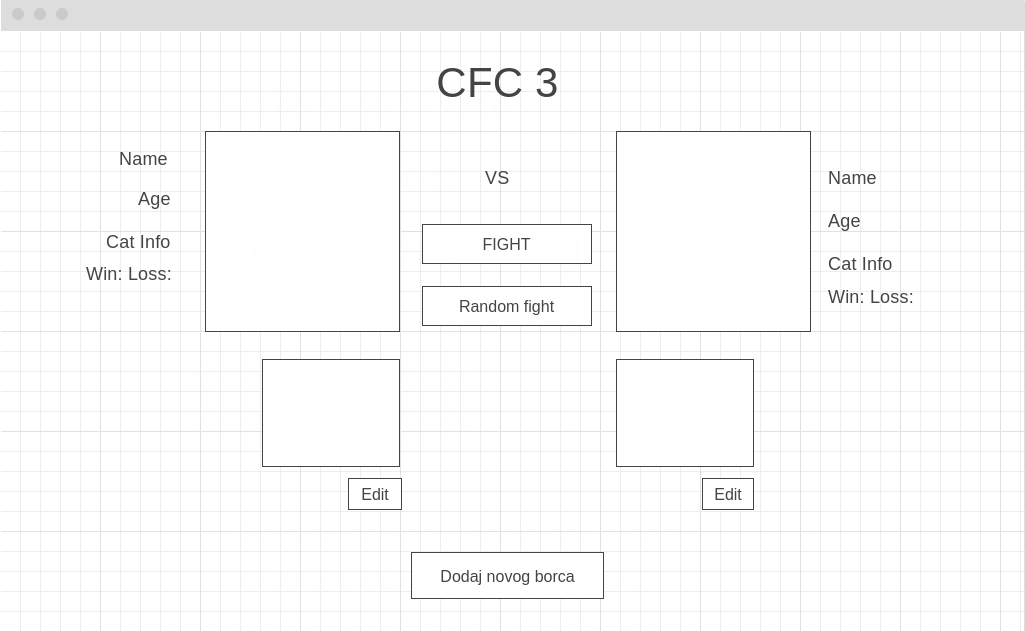 CFC 3
Name
Age
Cat Info
Win: Loss:
VS
FIGHT
Random fight
Name
Age
Cat Info
Win: Loss:
Edit
Edit
Dodaj novog borca